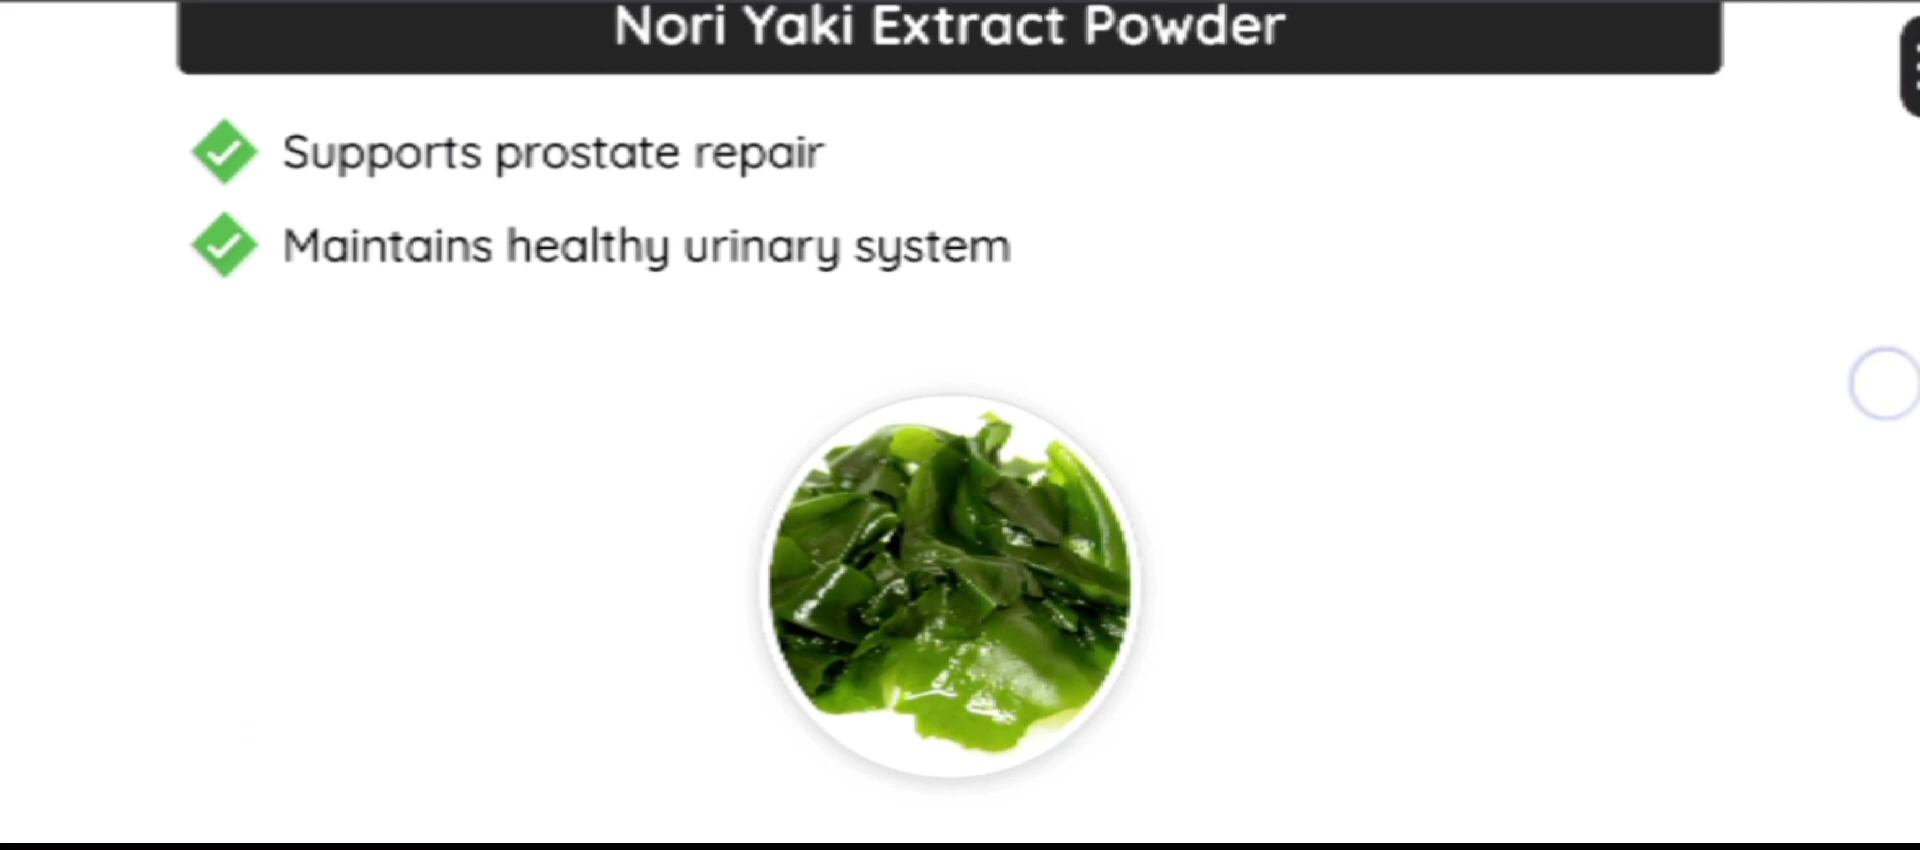 Nori Yaki Extract Powder
Supports prostate repair
Maintains healthy urinary system